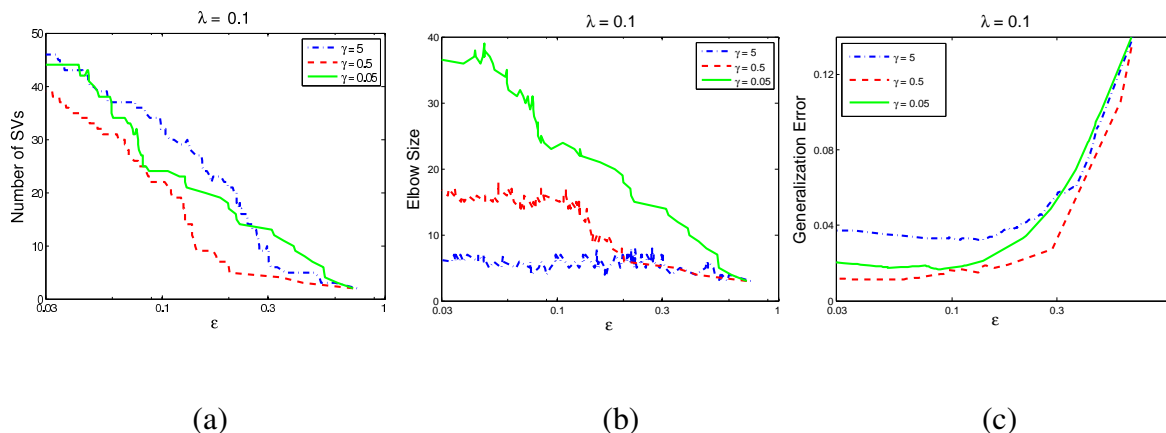 λ = 0.1
50
40
30
20
10
0
Number of SVs
γ = 5
γ = 0.5
γ = 0.05
0.03
0.1
0.3
1
ε
(a)
λ = 0.1
40
30
20
10
0
Elbow Size
γ = 5
γ = 0.5
γ = 0.05
0.03
0.1
0.3
1
ε
(b)
λ = 0.1
0.12
0.08
0.04
0
Generalization Error
γ = 5
γ = 0.5
γ = 0.05
0.03
0.1
0.3
ε
(c)